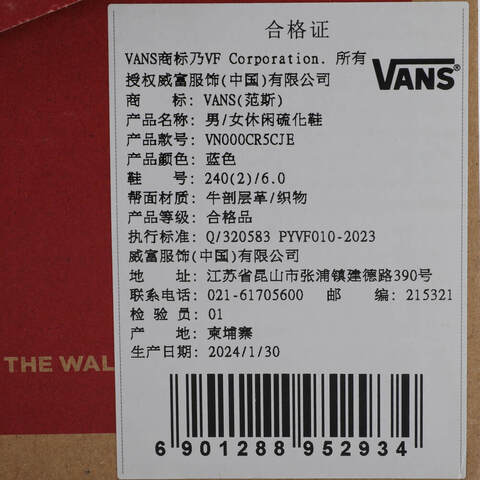 合格证
VANS商标乃VF Corporation. 所有
授权威富服饰(中国)有限公司
VANS®
商 标: VANS(范斯)
产品名称: 男/女休闲硫化鞋
产品款号: VN000CR5CJE
产品颜色: 蓝色
鞋 号: 240(2)/6.0
帮面材质: 牛剖层革/织物
产品等级: 合格品
执行标准: Q/320583 PYVF010-2023
威富服饰(中国)有限公司
地 址: 江苏省昆山市张浦镇建德路390号
联系电话: 021-61705600 邮 编: 215321
检 验 员: 01
产 地: 柬埔寨
生产日期: 2024/1/30
6 901288 952934
THE WAL